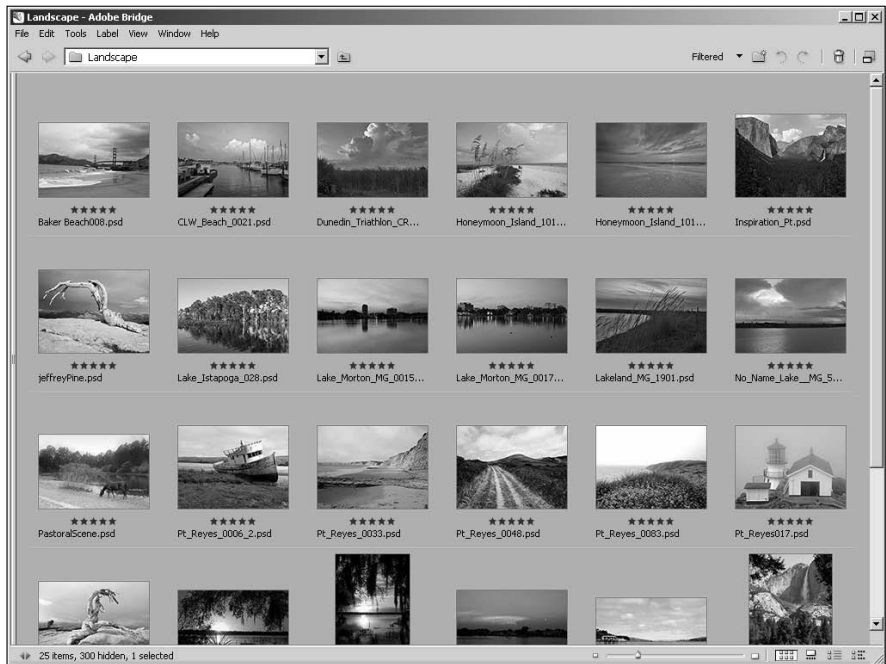 Landscape - Adobe Bridge
File Edit Tools Label View Window Help
Landscape
Filtered
★★★★★ ★★★★★ ★★★★★ ★★★★★ ★★★★★ ★★★★★
Baker Beach008.psd CLW_Beach_0021.psd Dunedin_Triathlon_CR... Honeymoon_Island_101... Honeymoon_Island_101... Inspiration_Pt.psd
★★★★★ ★★★★★ ★★★★★ ★★★★★ ★★★★★ ★★★★★
jeffreyPine.psd Lake_Istapoga_028.psd Lake_Morton_MG_0015... Lake_Morton_MG_0017... Lakeland_MG_1901.psd No_Name_Lake__MG_5...
★★★★★ ★★★★★ ★★★★★ ★★★★★ ★★★★★ ★★★★★
PastoralScene.psd Pt_Reyes_0006_2.psd Pt_Reyes_0033.psd Pt_Reyes_0048.psd Pt_Reyes_0083.psd Pt_Reyes017.psd
25 items, 300 hidden, 1 selected